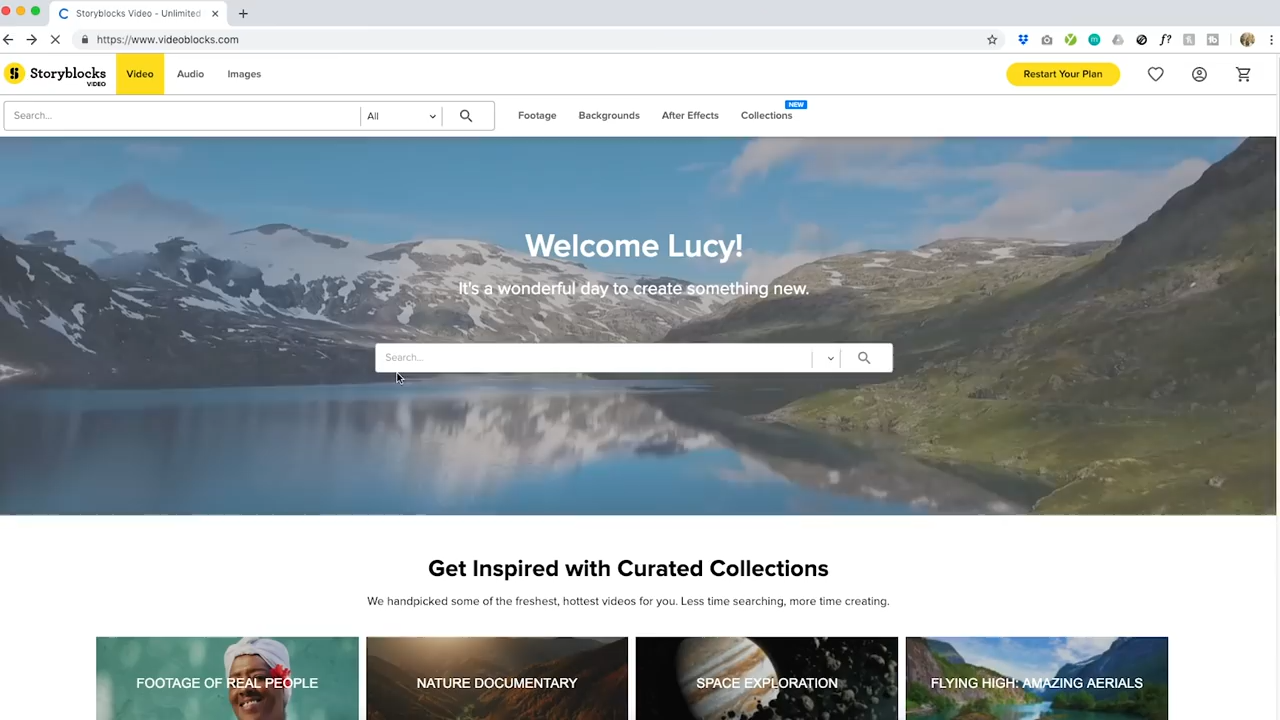 Storyblocks Video - Unlimited
https://www.videoblocks.com
f?
Storyblocks
VIDEO
Video
Audio
Images
Restart Your Plan
Search...
All
Footage
Backgrounds
After Effects
Collections
NEW
Welcome Lucy!
It's a wonderful day to create something new.
Search...
Get Inspired with Curated Collections
We handpicked some of the freshest, hottest videos for you. Less time searching, more time creating.
FOOTAGE OF REAL PEOPLE
NATURE DOCUMENTARY
SPACE EXPLORATION
FLYING HIGH: AMAZING AERIALS